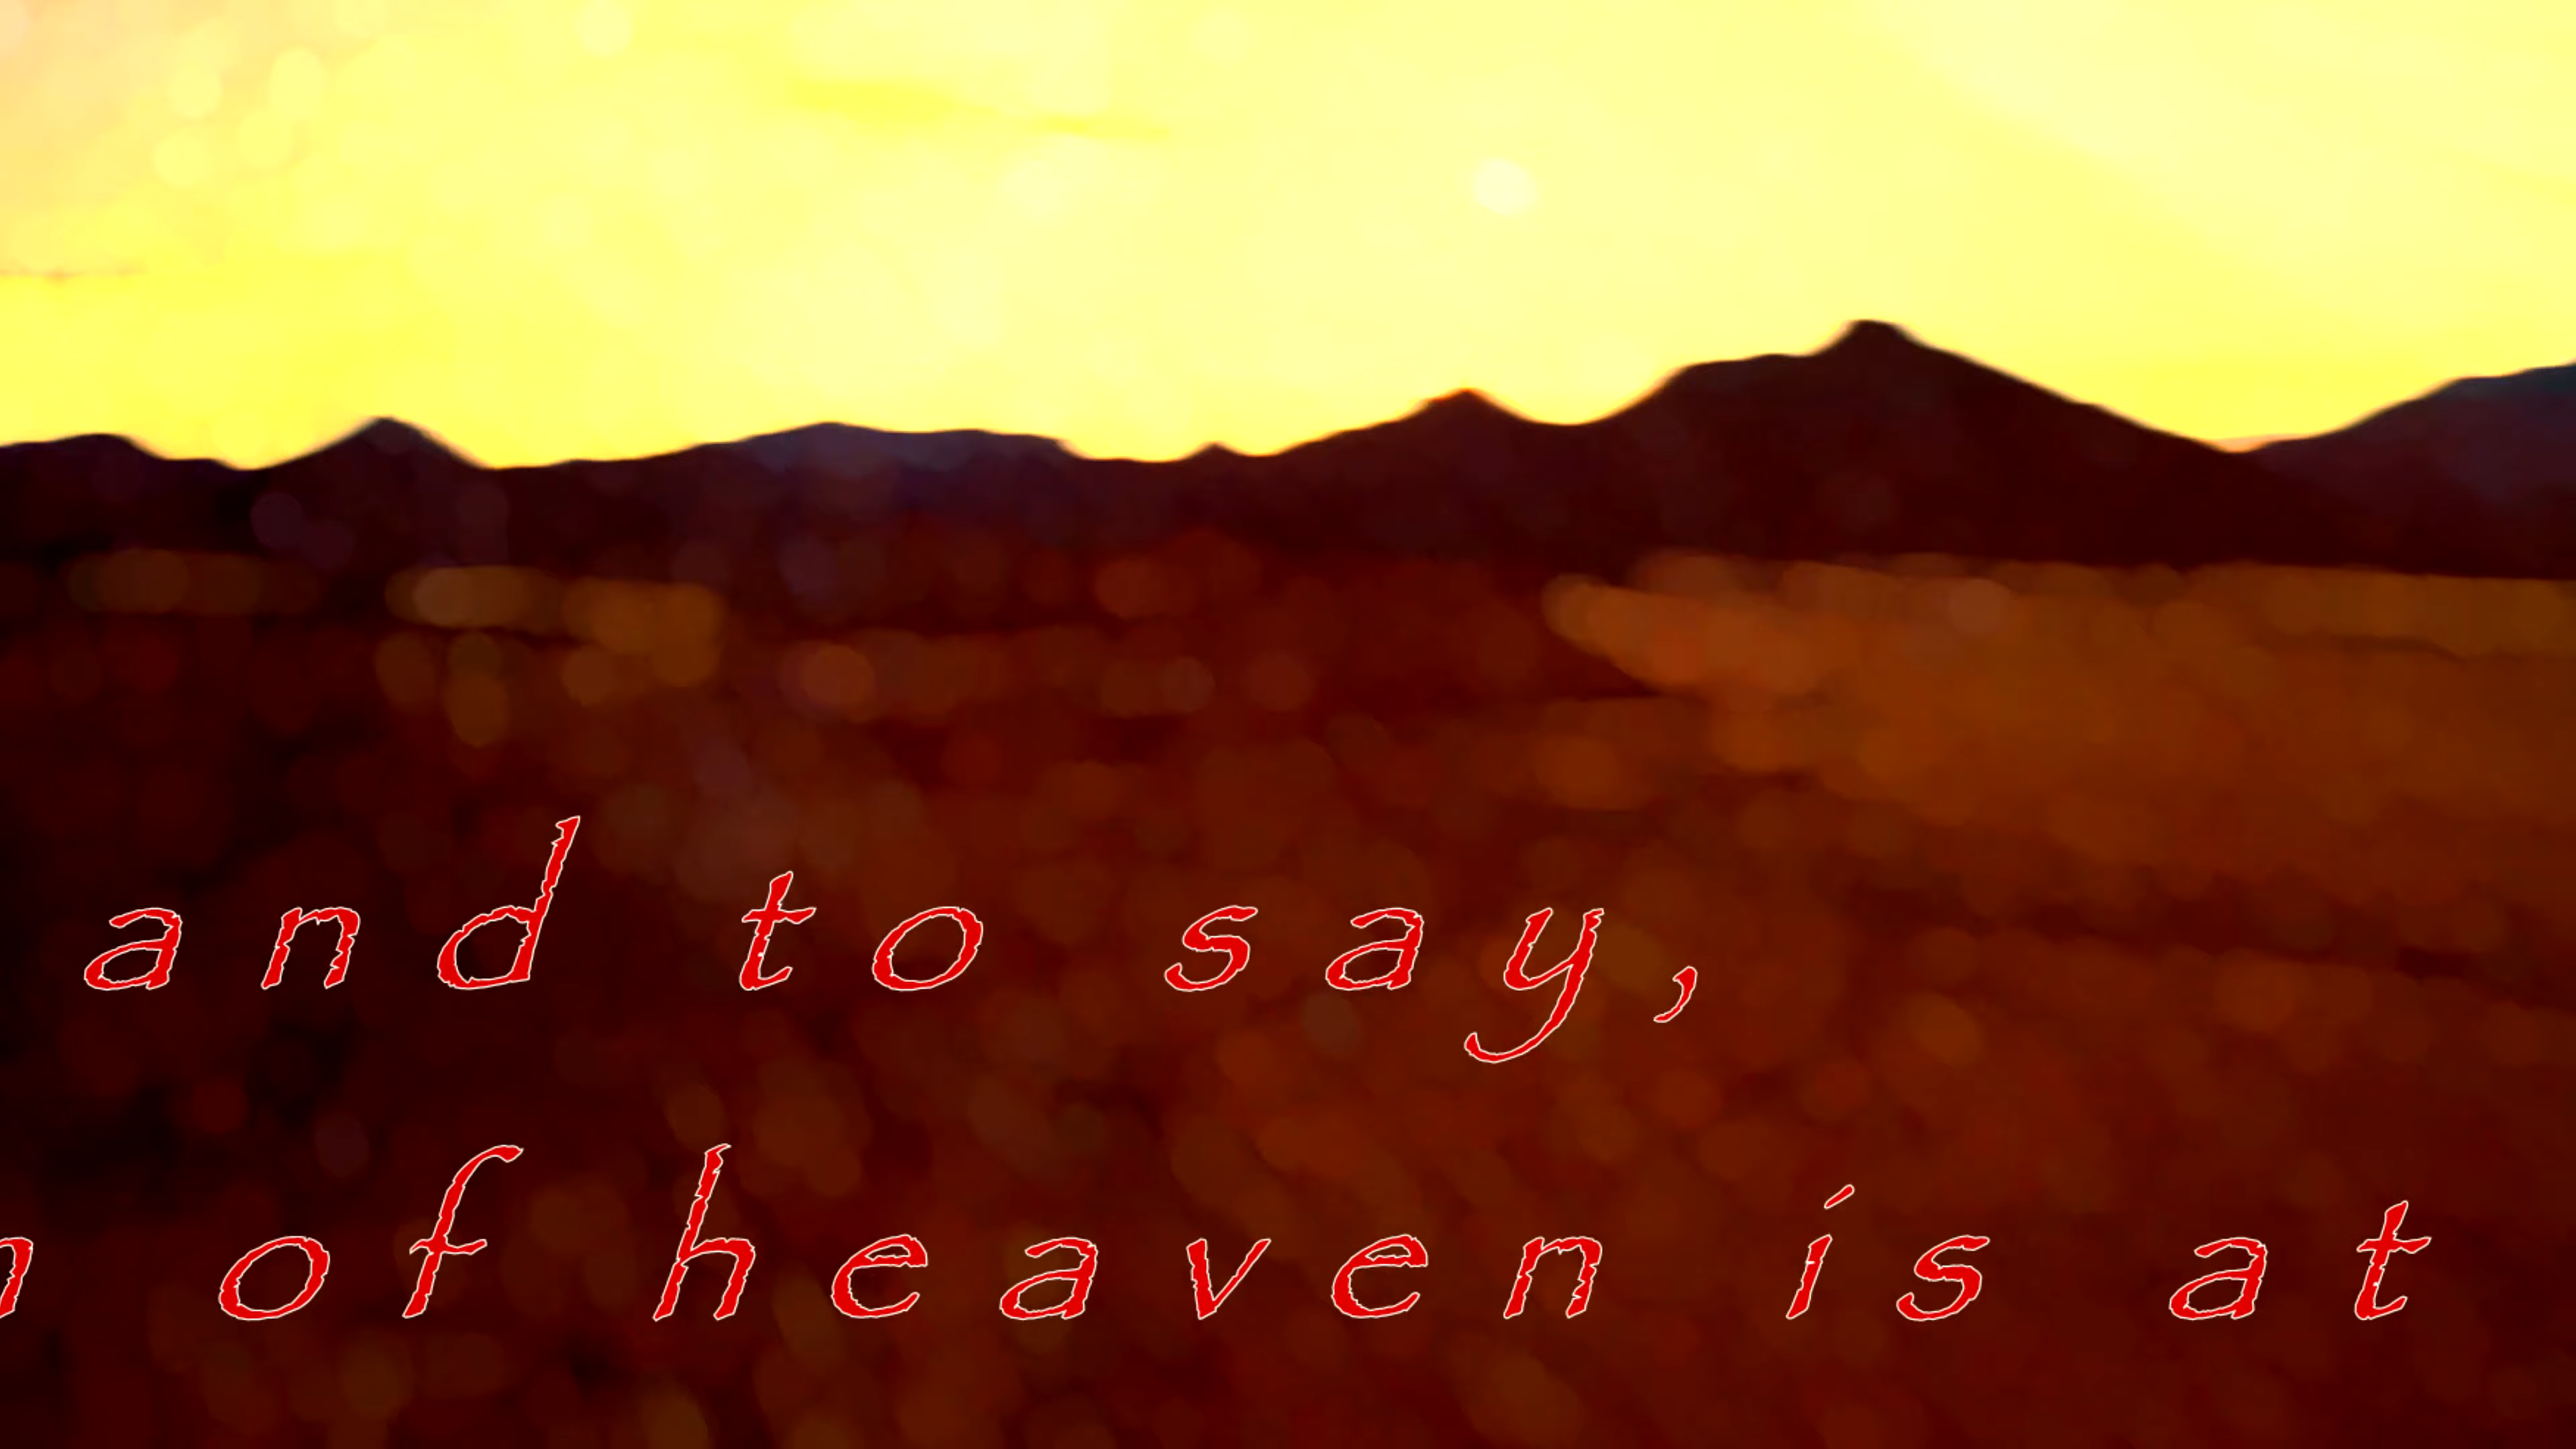 and to say,
of heaven is at